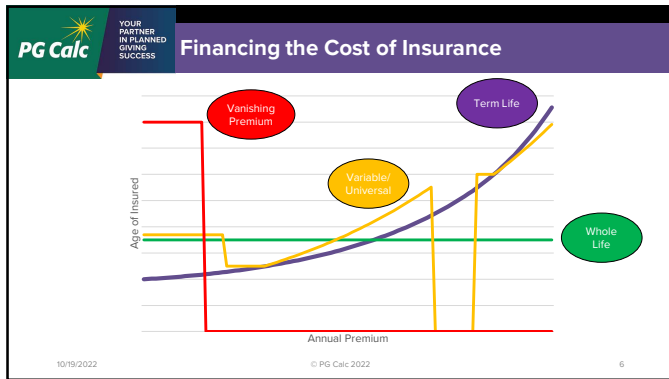 PG Calc
YOUR
PARTNER
IN PLANNED
GIVING
SUCCESS
Financing the Cost of Insurance
Vanishing
Premium
Term Life
Variable/
Universal
Whole
Life
Age of Insured
Annual Premium
10/19/2022
© PG Calc 2022
6